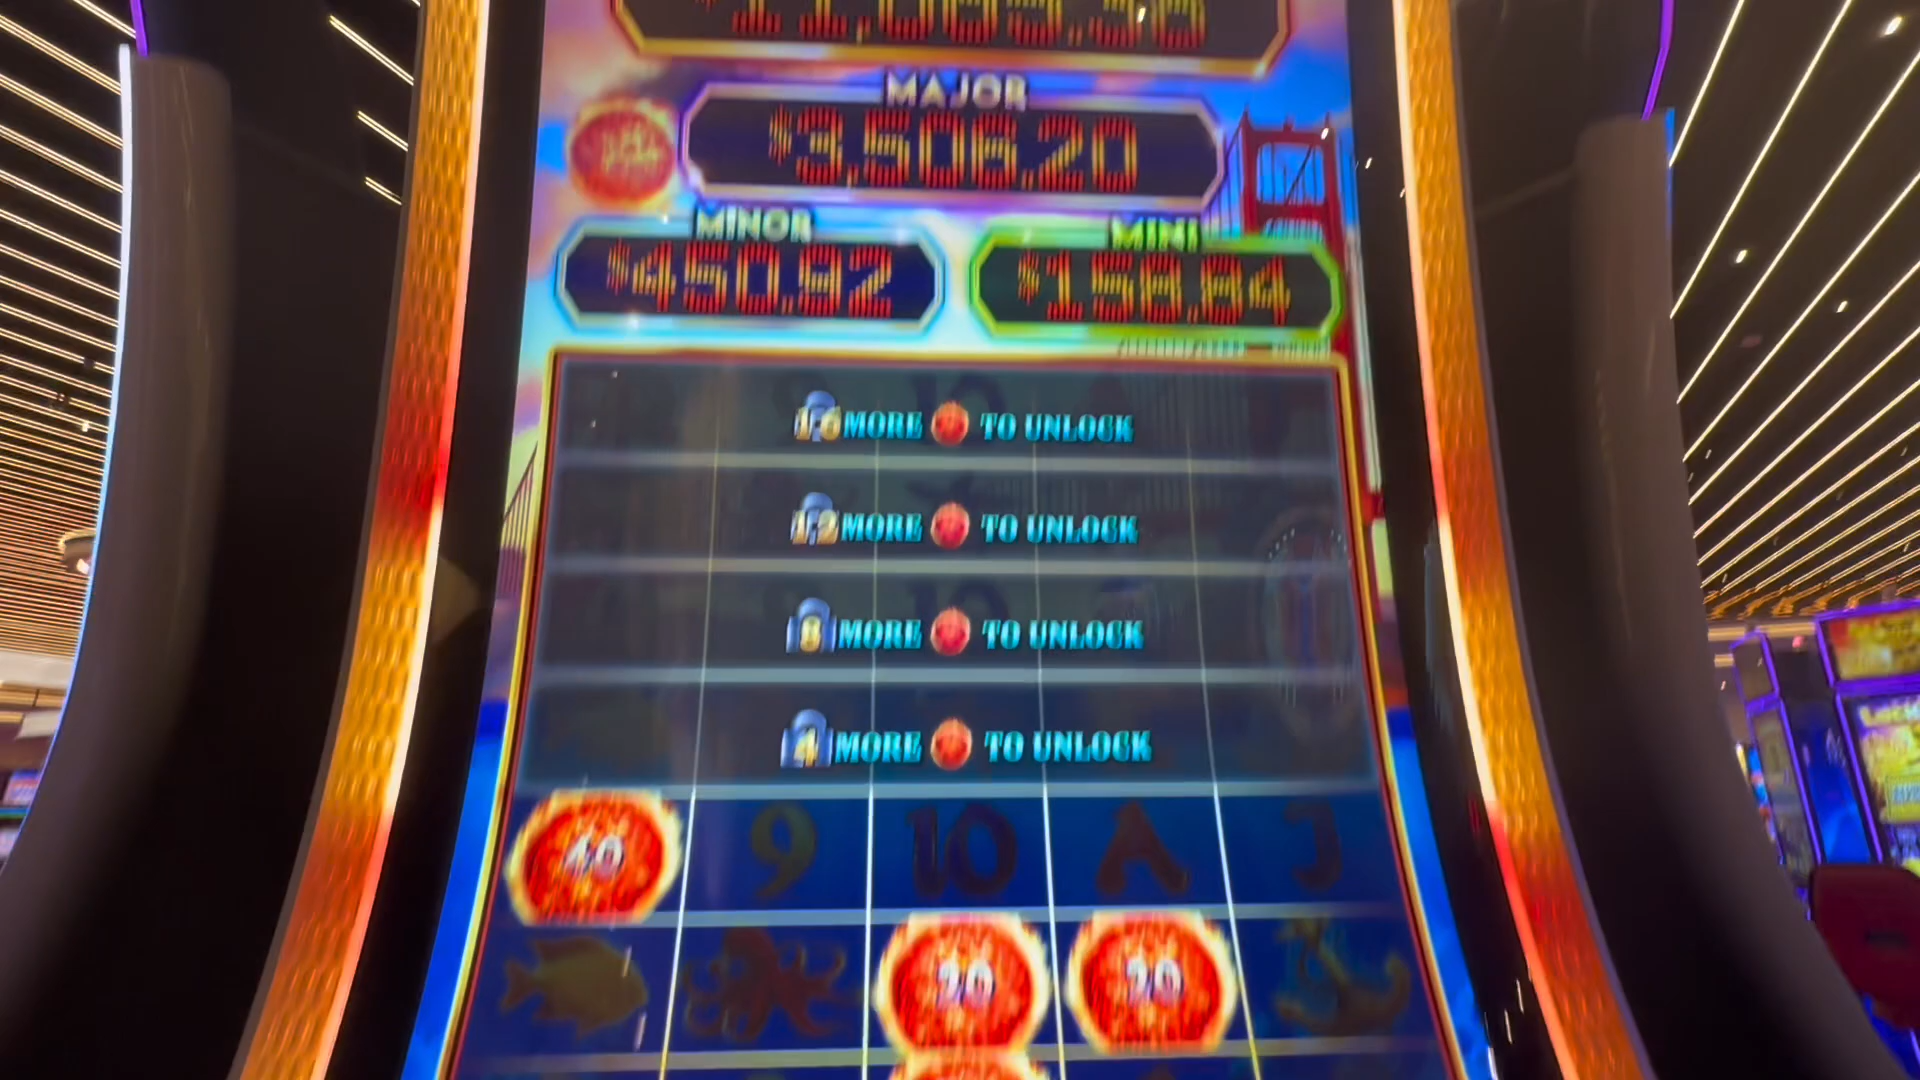 MAJOR
$3,506.20
MINOR
MINI
$450.92
$158.84
16 MORE TO UNLOCK
12 MORE TO UNLOCK
8 MORE TO UNLOCK
4 MORE TO UNLOCK
40
9
10
A
J
20
20